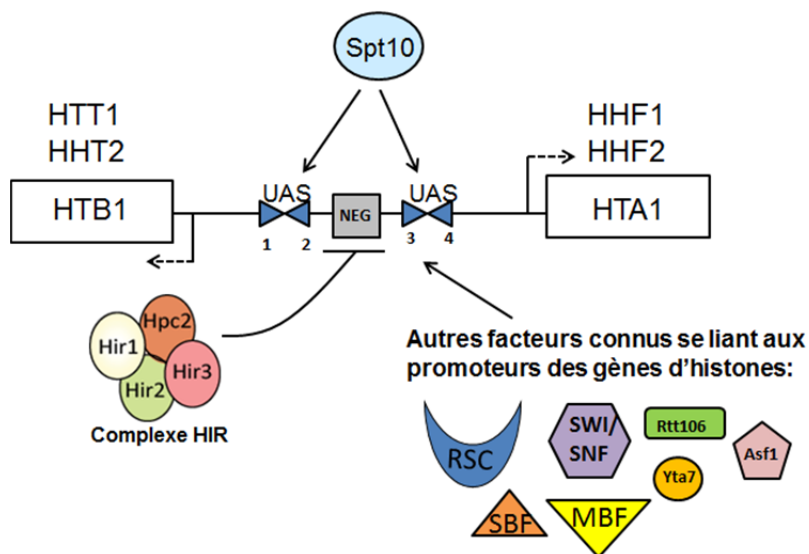 Spt10
HTT1
HHT2
HTB1
HHF1
HHF2
HTA1
UAS
NEG
UAS
1
2
3
4
Hpc2
Hir1
Hir3
Hir2
Complexe HIR
Autres facteurs connus se liant aux
promoteurs des gènes d'histones:
RSC
SWI/
SNF
Rtt106
Asf1
Yta7
SBF
MBF